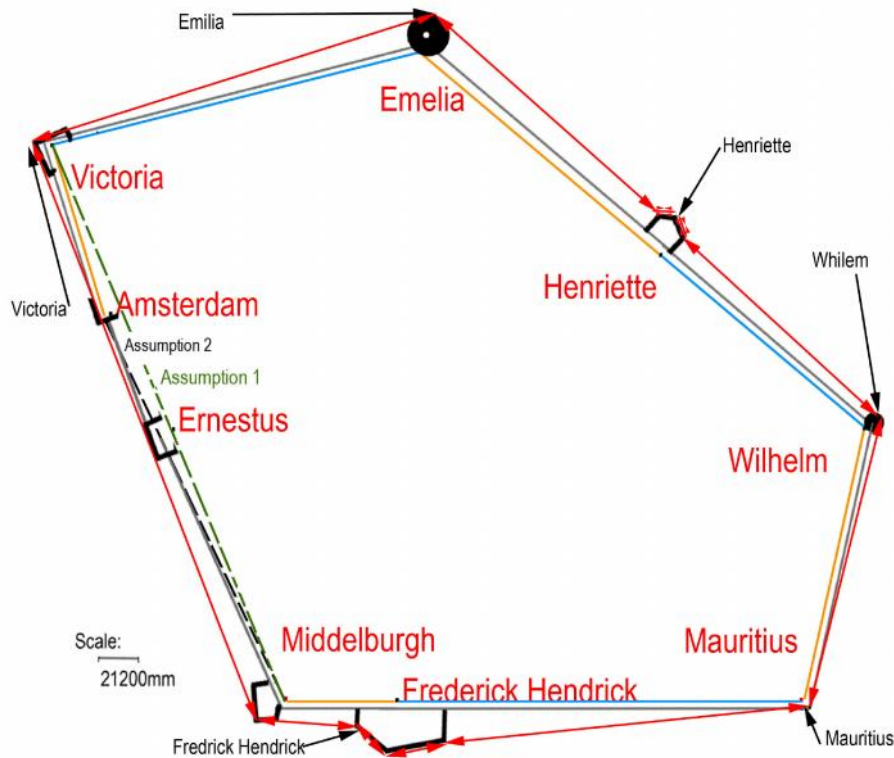 Emilia
Emelia
Henriette
Victoria
Henriette
Whilem
Victoria
Amsterdam
Assumption 2
Assumption 1
Ernestus
Wilhelm
Scale:
21200mm
Middelburgh
Mauritius
Frederick Hendrick
Fredrick Hendrick
Mauritius